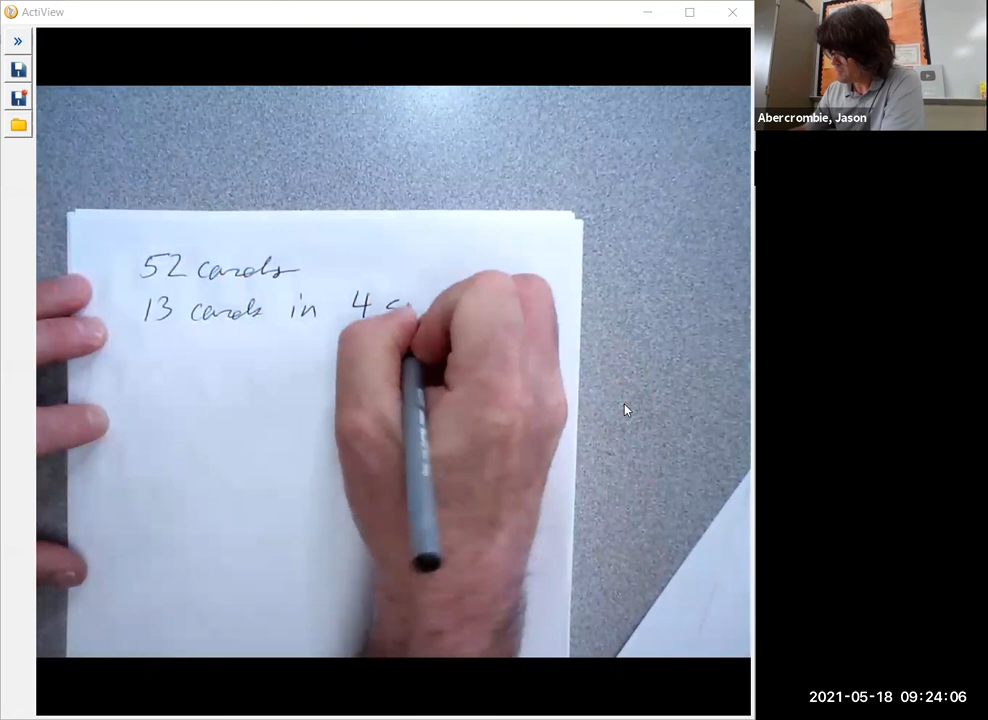 ActiView
Abercrombie, Jason
52 cards
13 cards in 4 s
2021-05-18 09:24:06